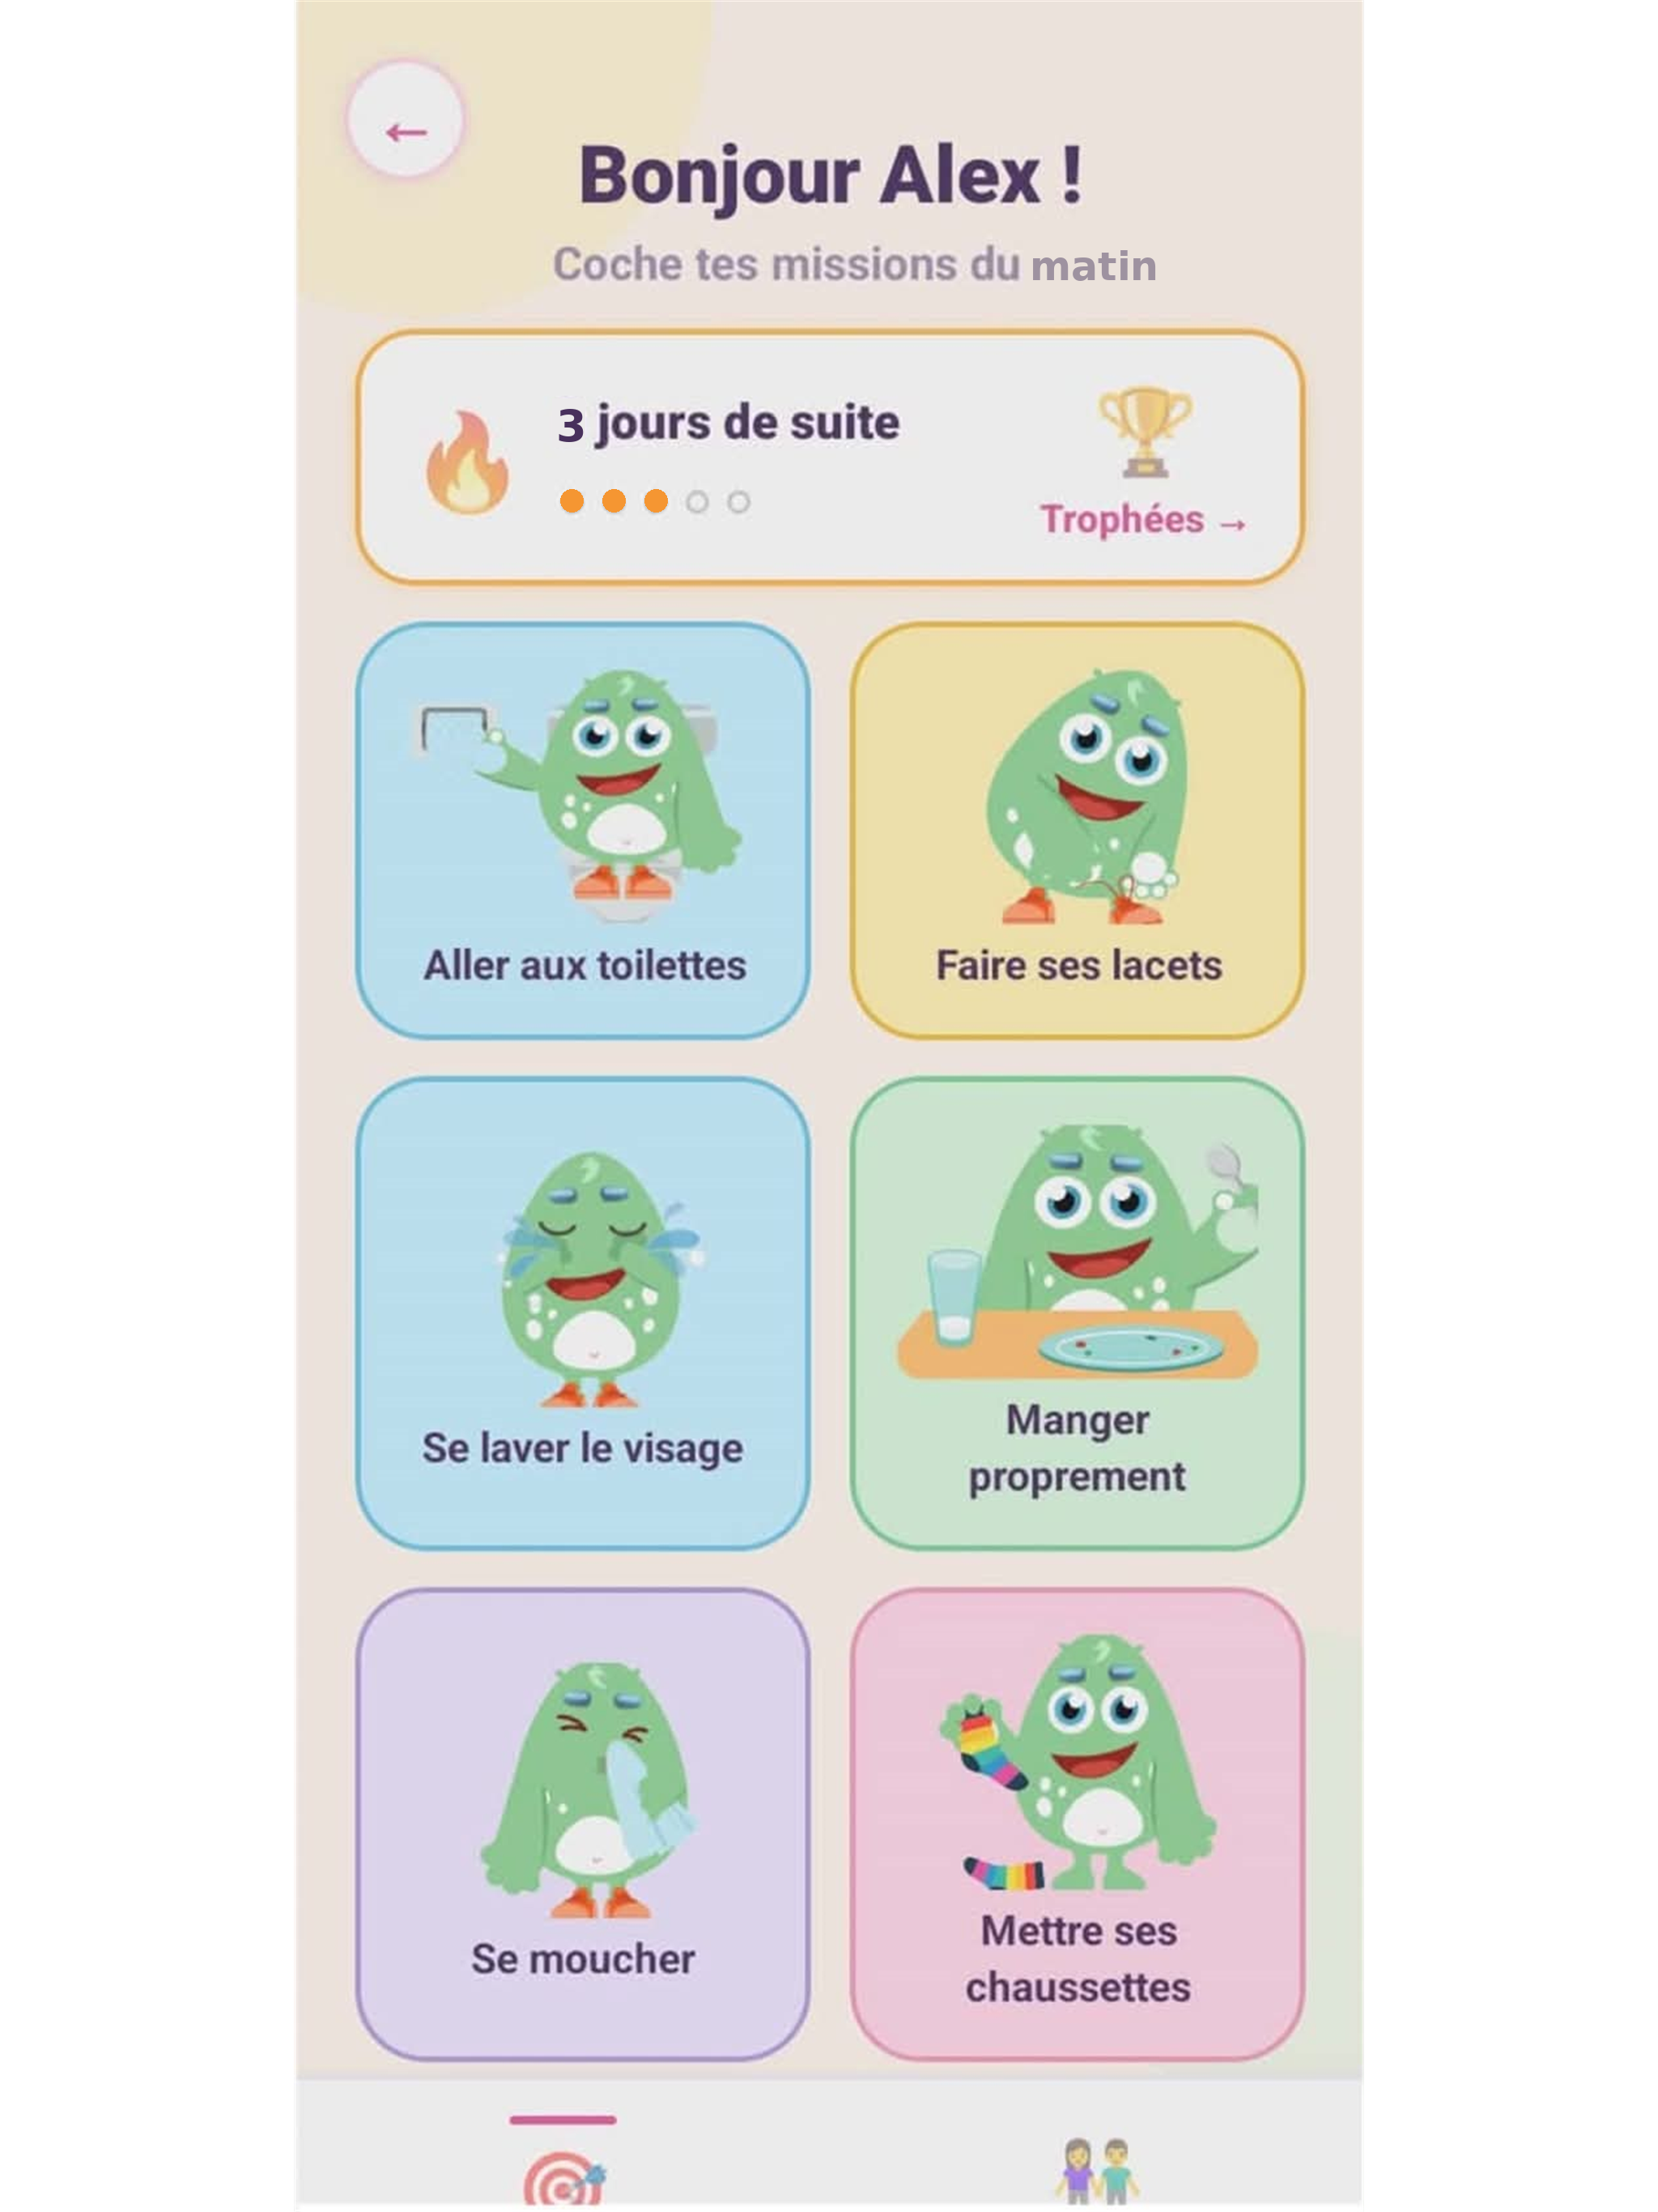 ←
Bonjour Alex !
Coche tes missions du matin
3 jours de suite
Trophées →
Aller aux toilettes
Faire ses lacets
Se laver le visage
Manger
proprement
Se moucher
Mettre ses
chaussettes